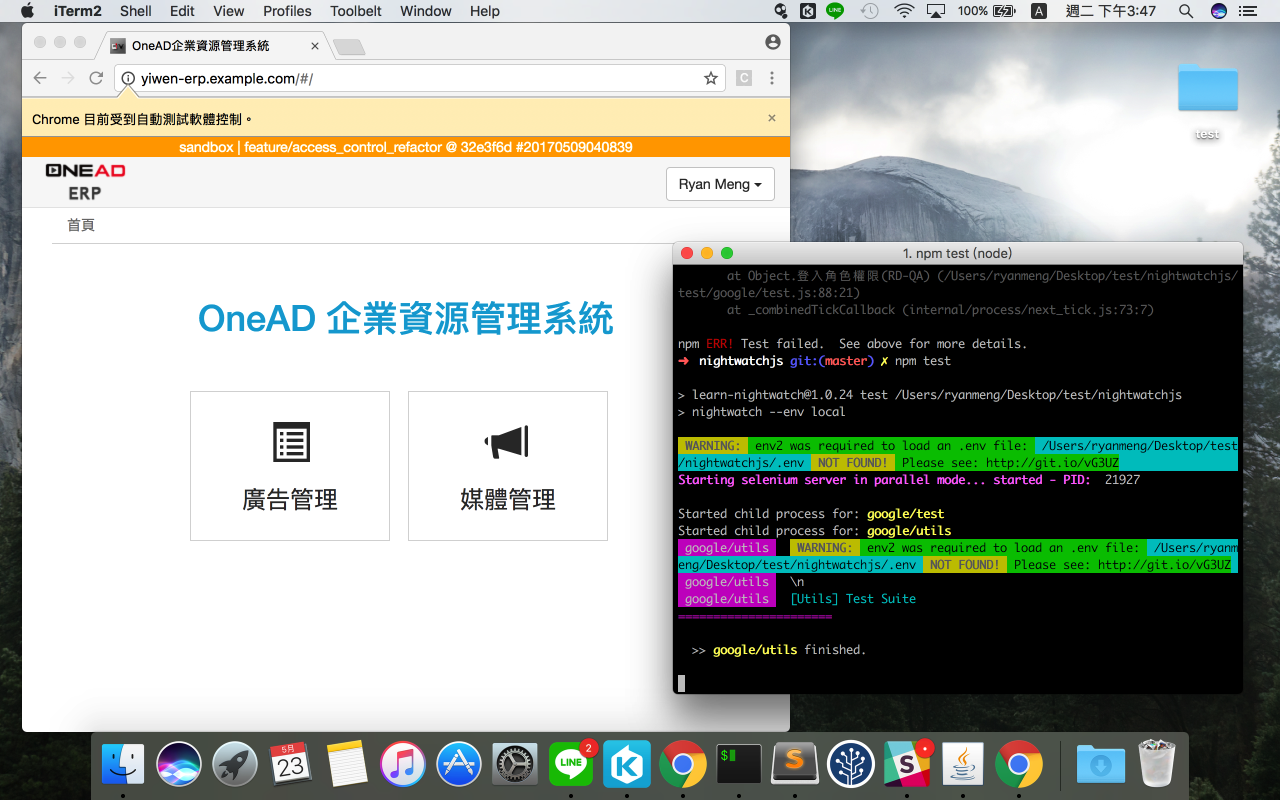 iTerm2 Shell Edit View Profiles Toolbelt Window Help
LINE 100% A 週二 下午3:47
OneAD企業資源管理系統
yiwen-erp.example.com/#/
C
Chrome 目前受到自動測試軟體控制。
sandbox | feature/access_control_refactor @ 32e3f6d #20170509040839
ONEAD
ERP
Ryan Meng
首頁
OneAD 企業資源管理系統
廣告管理
媒體管理
test
1. npm test (node)
at Object.登入角色權限(RD-QA) (/Users/ryanmeng/Desktop/test/nightwatchjs/
test/google/test.js:88:21)
at _combinedTickCallback (internal/process/next_tick.js:73:7)
npm ERR! Test failed.  See above for more details.
➜  nightwatchjs git:(master) ✗ npm test
> learn-nightwatch@1.0.24 test /Users/ryanmeng/Desktop/test/nightwatchjs
> nightwatch --env local
WARNING:  env2 was required to load an .env file:  /Users/ryanmeng/Desktop/test
/nightwatchjs/.env  NOT FOUND!  Please see: http://git.io/vG3UZ
Starting selenium server in parallel mode... started - PID:  21927
Started child process for: google/test
Started child process for: google/utils
google/utils   WARNING:  env2 was required to load an .env file:  /Users/ryanm
eng/Desktop/test/nightwatchjs/.env  NOT FOUND!  Please see: http://git.io/vG3UZ
google/utils   \n
google/utils   [Utils] Test Suite
======================
>> google/utils finished.
5月
23
LINE
2
$
S
S